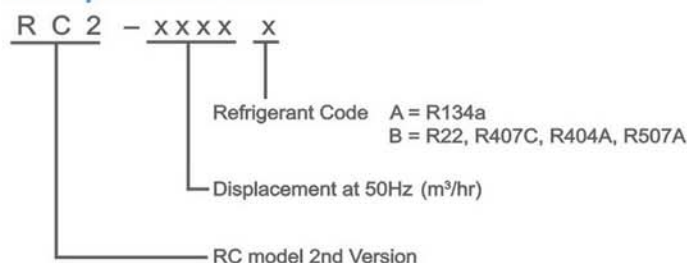 R C 2 – x x x x x
Refrigerant Code A = R134a
B = R22, R407C, R404A, R507A
Displacement at 50Hz (m³/hr)
RC model 2nd Version